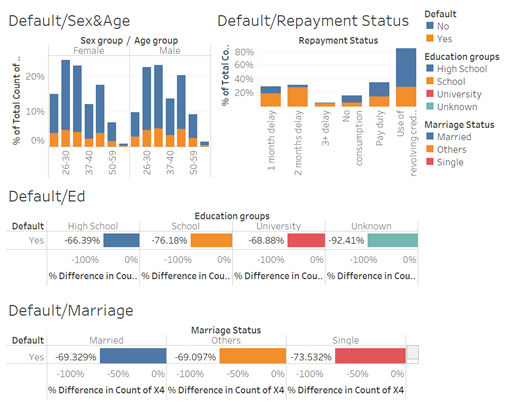 Default/Sex&Age
Sex group / Age group
Female
Male
% of Total Count of ..
20%
10%
0%
26-30
37-40
50-59
26-30
37-40
50-59
Default/Repayment Status
Repayment Status
% of Total Co..
80%
60%
40%
20%
0%
1 month delay
2 months delay
3+ delay
No consumption
Pay duly
Use of revolving cred..
Default
No
Yes
Education groups
High School
School
University
Unknown
Marriage Status
Married
Others
Single
Default/Ed
Education groups
Default High School School University Unknown
Yes -66.39% -76.18% -68.88% -92.41%
-100% 0% -100% 0% -100% 0% -100% 0%
% Difference in Cou.. % Difference in Cou.. % Difference in Cou.. % Difference in Cou..
Default/Marriage
Marriage Status
Default Married Others Single
Yes -69.329% -69.097% -73.532%
-100% -50% 0% -100% -50% 0% -100% -50% 0%
% Difference in Count of X4 % Difference in Count of X4 % Difference in Count of X4